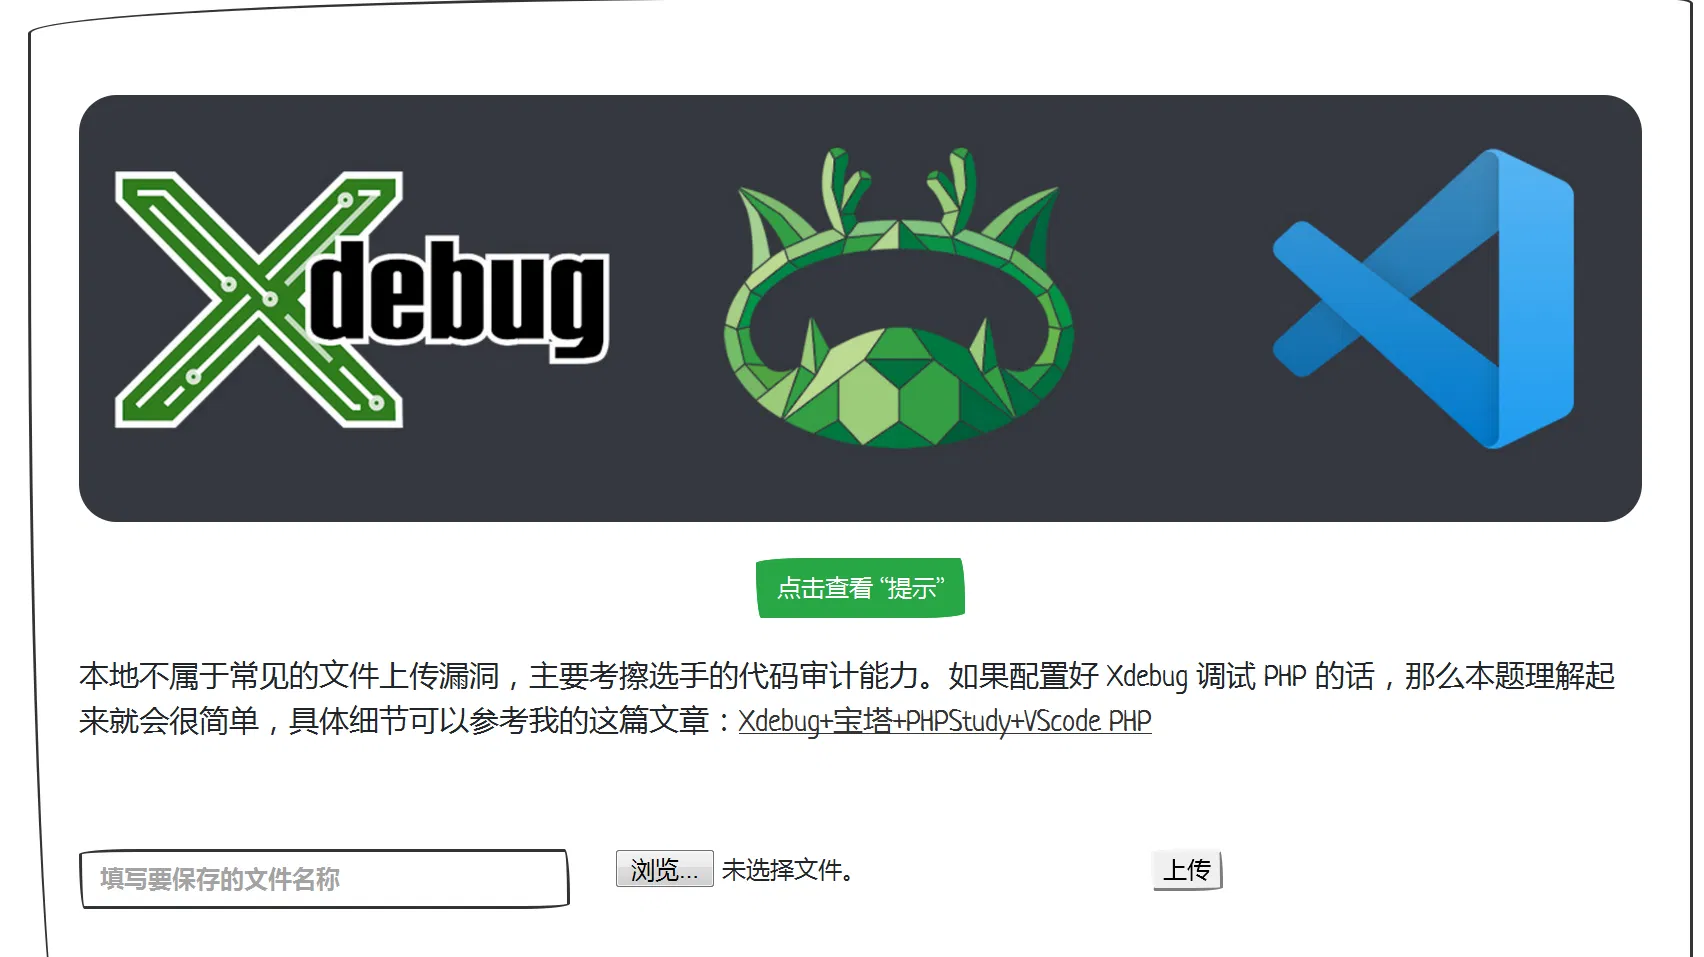 Xdebug
点击查看 “提示”
本地不属于常见的文件上传漏洞，主要考擦选手的代码审计能力。如果配置好 Xdebug 调试 PHP 的话，那么本题理解起
来就会很简单，具体细节可以参考我的这篇文章：Xdebug+宝塔+PHPStudy+VScode PHP
填写要保存的文件名称 浏览... 未选择文件。 上传